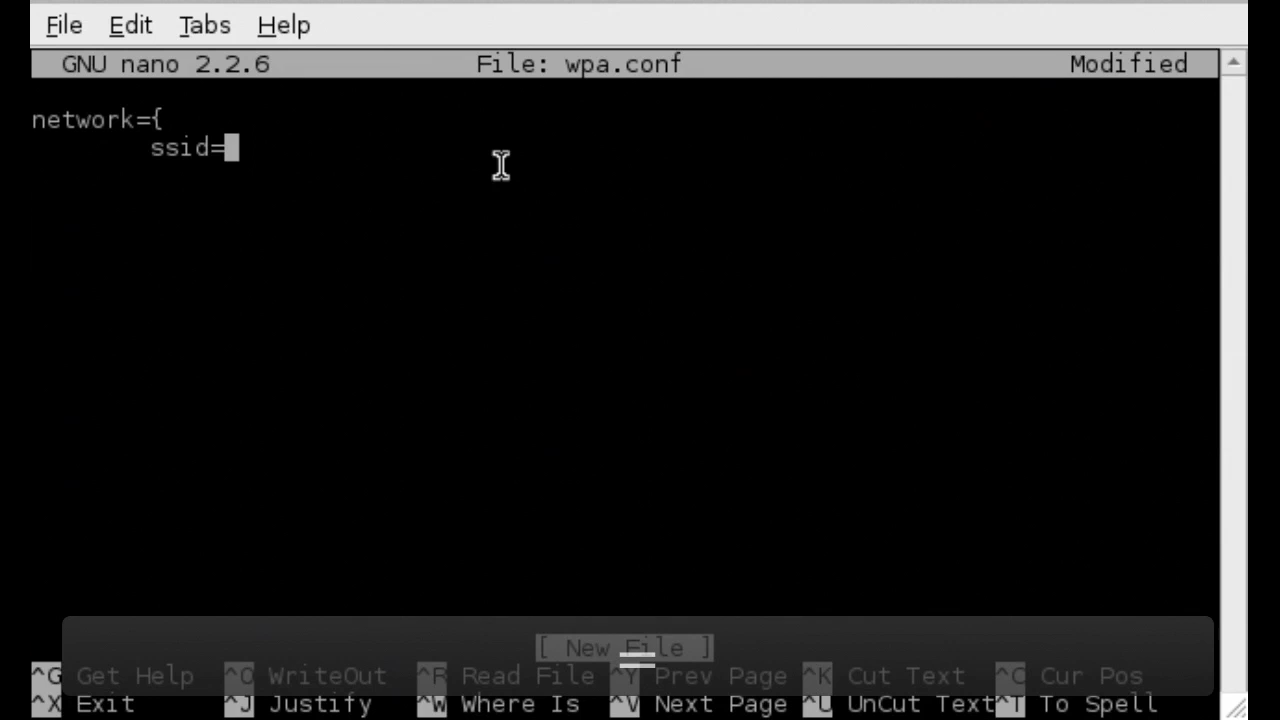 File Edit Tabs Help
GNU nano 2.2.6 File: wpa.conf Modified
network={
ssid=
[ New File ]
^G Get Help ^O WriteOut ^R Read File ^Y Prev Page ^K Cut Text ^C Cur Pos
^X Exit ^J Justify ^W Where Is ^V Next Page ^U UnCut Text ^T To Spell